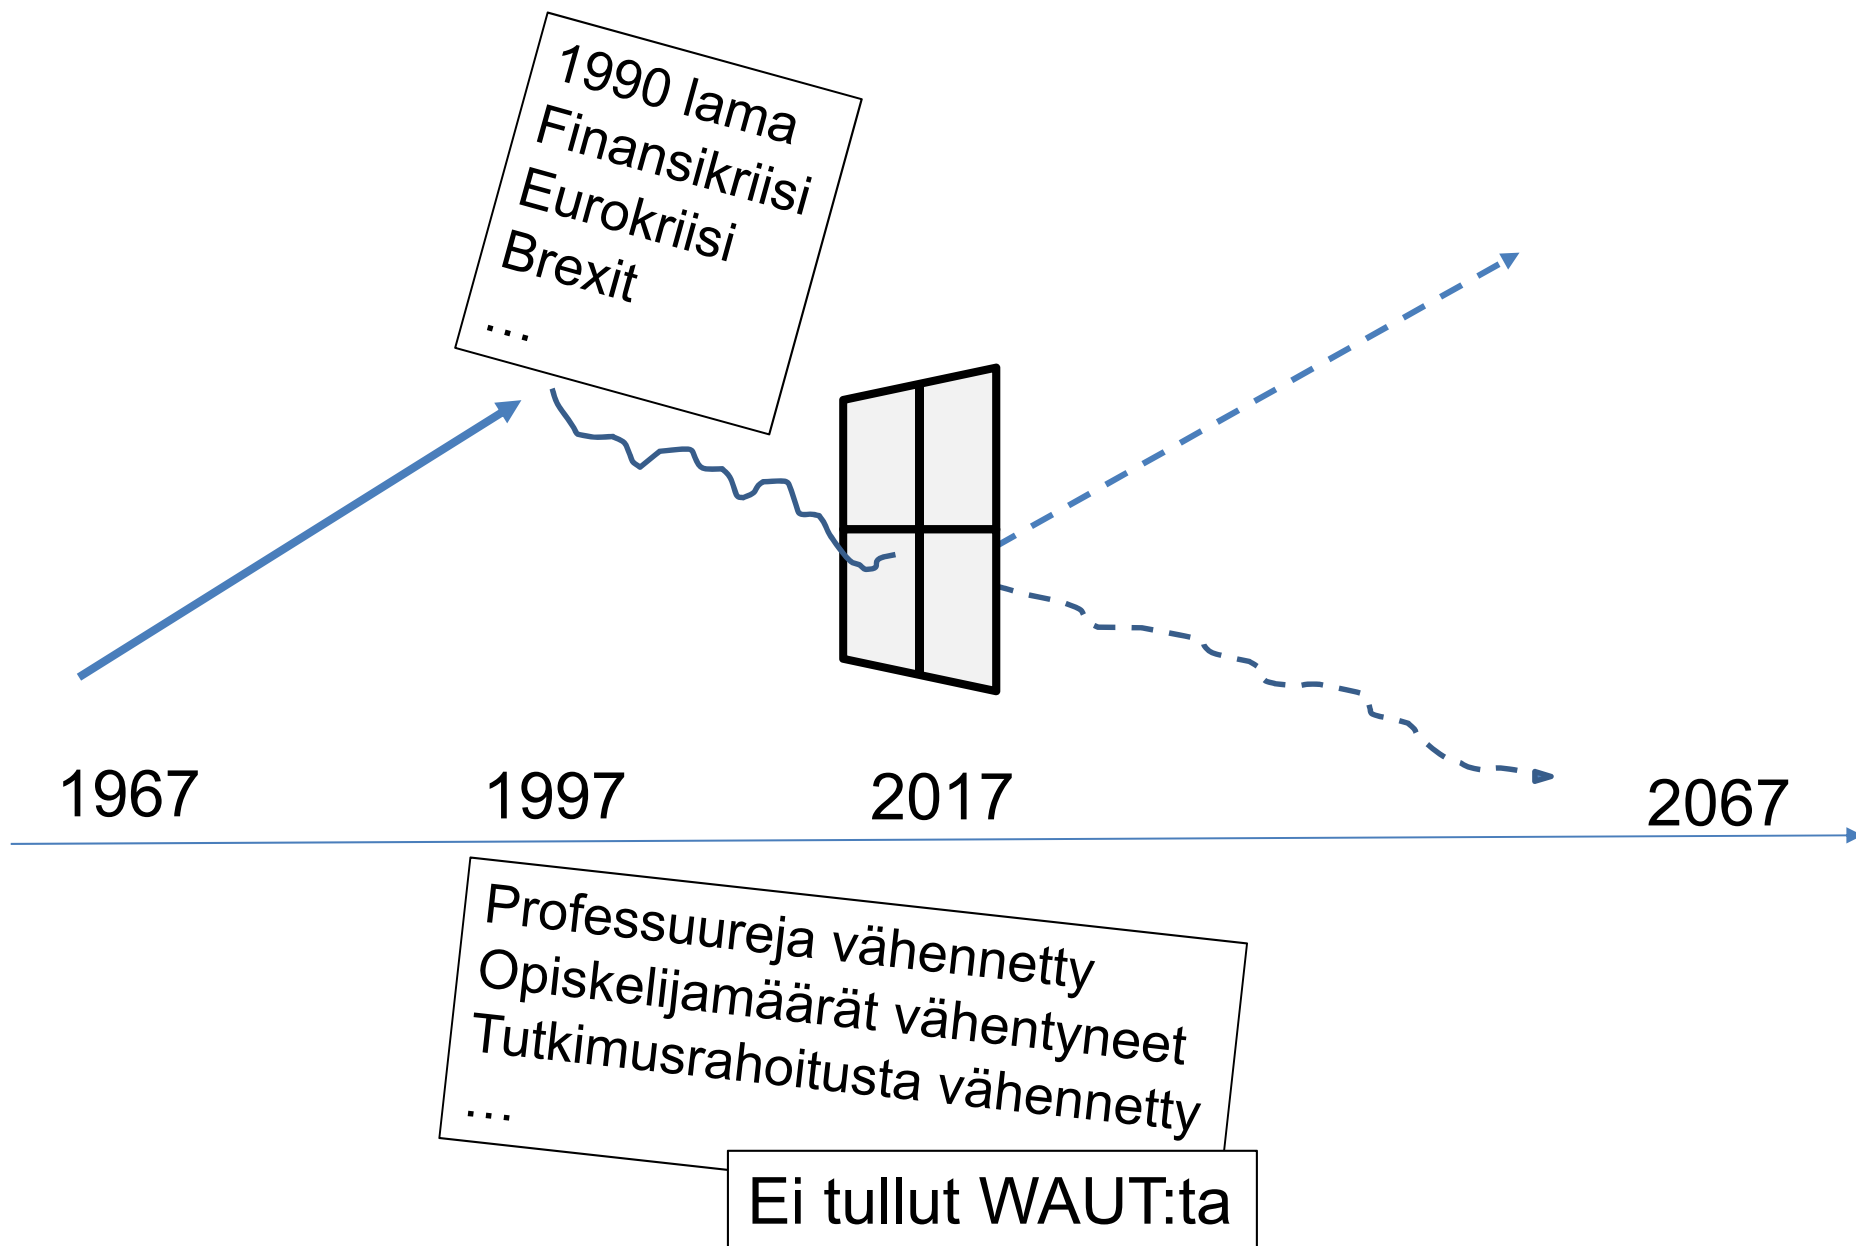 1990 lama
Finansikriisi
Eurokriisi
Brexit
…
1967
1997
2017
2067
Professuureja vähennetty
Opiskelijamäärät vähentyneet
Tutkimusrahoitusta vähennetty
…
Ei tullut WAUT:ta